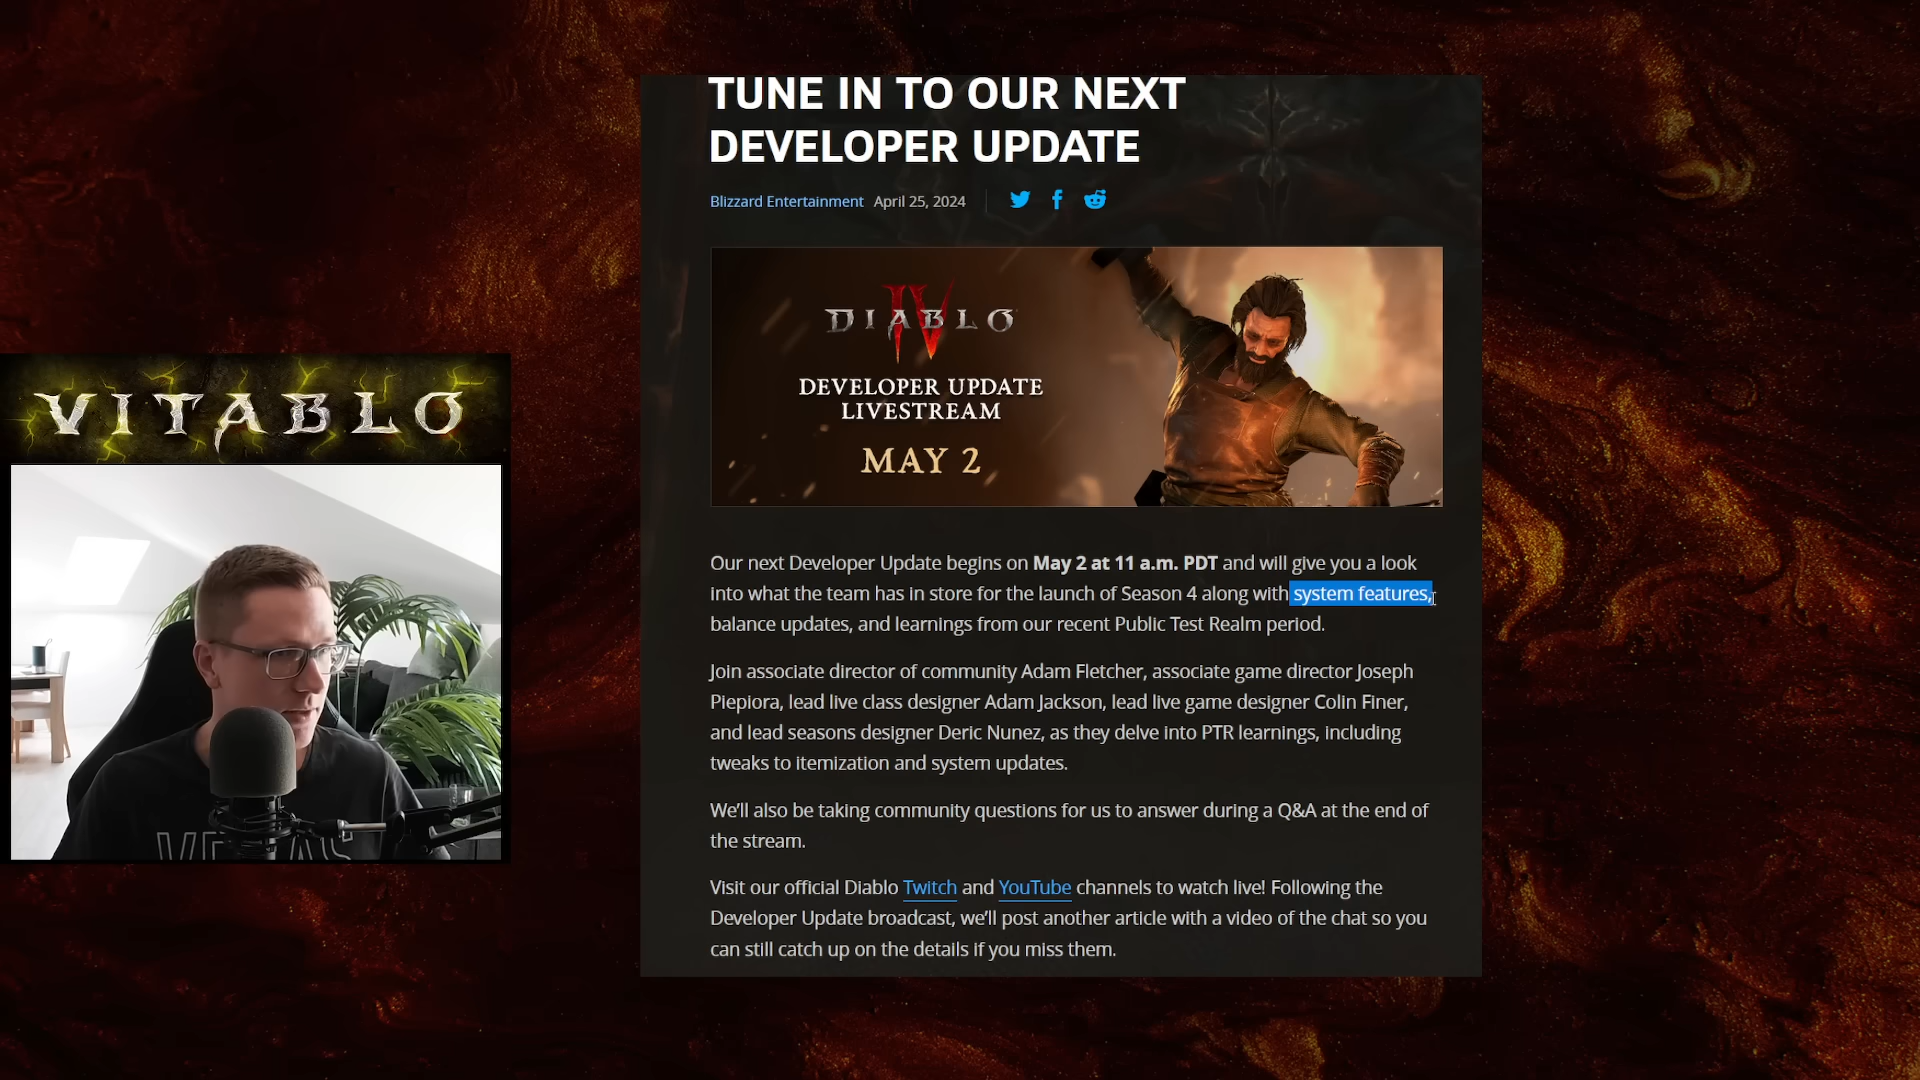 TUNE IN TO OUR NEXT
DEVELOPER UPDATE
Blizzard Entertainment April 25, 2024
DIABLO
IV
DEVELOPER UPDATE
LIVESTREAM
MAY 2
Our next Developer Update begins on May 2 at 11 a.m. PDT and will give you a look
into what the team has in store for the launch of Season 4 along with system features,
balance updates, and learnings from our recent Public Test Realm period.
Join associate director of community Adam Fletcher, associate game director Joseph
Piepiora, lead live class designer Adam Jackson, lead live game designer Colin Finer,
and lead seasons designer Deric Nunez, as they delve into PTR learnings, including
tweaks to itemization and system updates.
We’ll also be taking community questions for us to answer during a Q&A at the end of
the stream.
Visit our official Diablo Twitch and YouTube channels to watch live! Following the
Developer Update broadcast, we’ll post another article with a video of the chat so you
can still catch up on the details if you miss them.
VITABLO